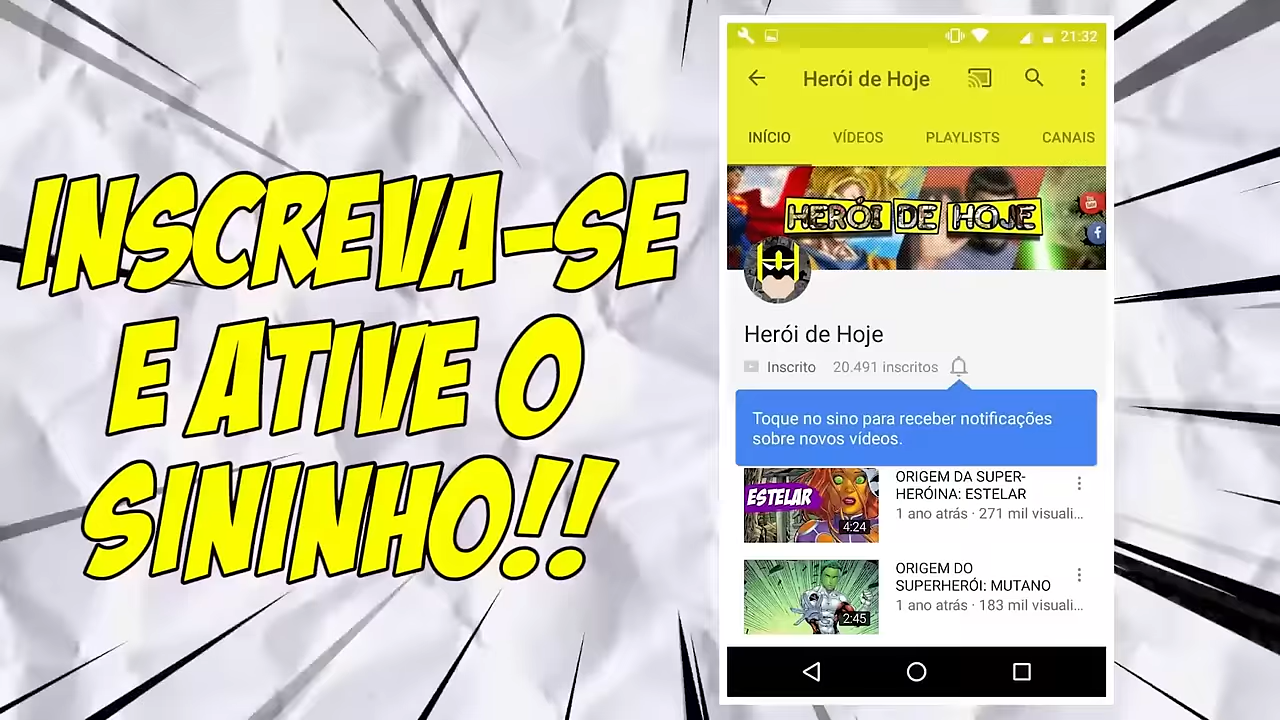 INSCREVA-SE
E ATIVE O
SININHO!!
21:32
Herói de Hoje
INÍCIO VÍDEOS PLAYLISTS CANAIS
HERÓI DE HOJE
Herói de Hoje
Inscrito 20.491 inscritos
Toque no sino para receber notificações
sobre novos vídeos.
ESTELAR
4:24
ORIGEM DA SUPER-
HERÓINA: ESTELAR
1 ano atrás · 271 mil visuali...
2:45
ORIGEM DO
SUPERHERÓI: MUTANO
1 ano atrás · 183 mil visuali...